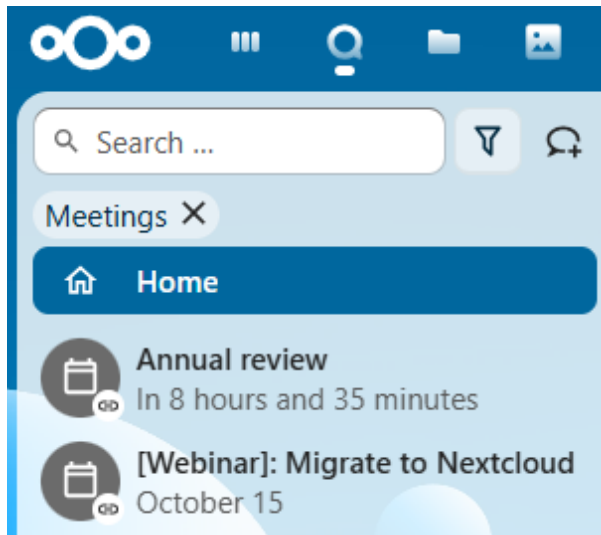 Search ...
Meetings
Home
Annual review
In 8 hours and 35 minutes
[Webinar]: Migrate to Nextcloud
October 15